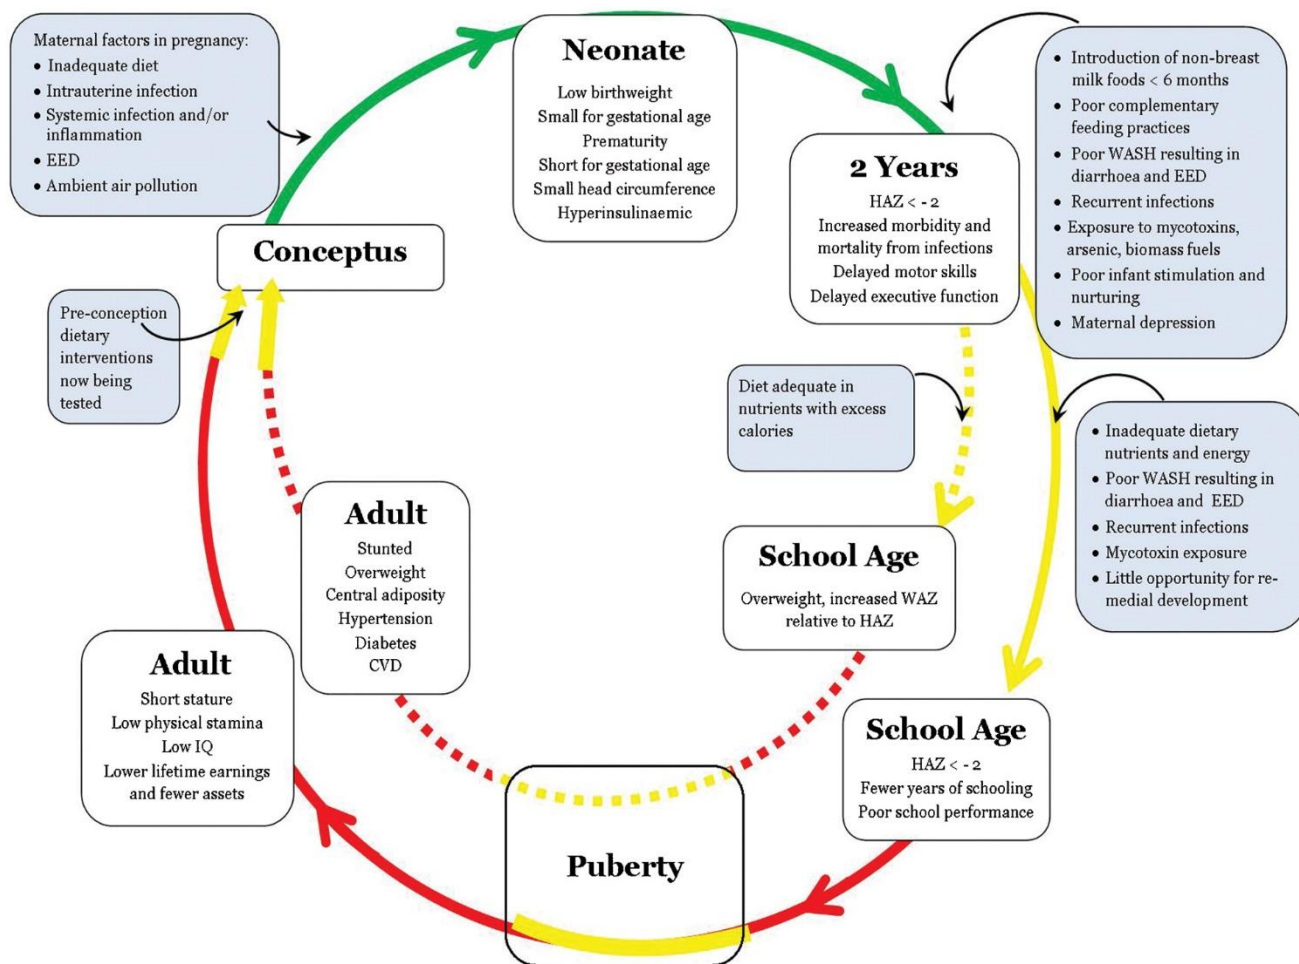 Maternal factors in pregnancy:
• Inadequate diet
• Intrauterine infection
• Systemic infection and/or
inflammation
• EED
• Ambient air pollution
Neonate
Low birthweight
Small for gestational age
Prematurity
Short for gestational age
Small head circumference
Hyperinsulinaemic
• Introduction of non-breast
milk foods < 6 months
• Poor complementary
feeding practices
• Poor WASH resulting in
diarrhoea and EED
• Recurrent infections
• Exposure to mycotoxins,
arsenic, biomass fuels
• Poor infant stimulation and
nurturing
• Maternal depression
2 Years
HAZ < - 2
Increased morbidity and
mortality from infections
Delayed motor skills
Delayed executive function
Conceptus
Pre-conception
dietary
interventions
now being
tested
Diet adequate in
nutrients with excess
calories
• Inadequate dietary
nutrients and energy
• Poor WASH resulting in
diarrhoea and EED
• Recurrent infections
• Mycotoxin exposure
• Little opportunity for re-
medial development
Adult
Stunted
Overweight
Central adiposity
Hypertension
Diabetes
CVD
School Age
Overweight, increased WAZ
relative to HAZ
Adult
Short stature
Low physical stamina
Low IQ
Lower lifetime earnings
and fewer assets
School Age
HAZ < - 2
Fewer years of schooling
Poor school performance
Puberty